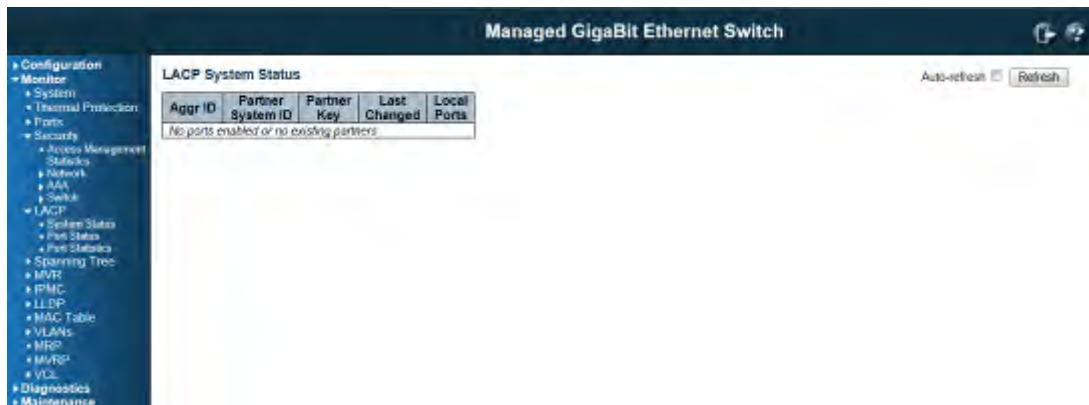 Managed GigaBit Ethernet Switch
Configuration
Monitor
System
Thermal Protection
Ports
Security
Access Management
Statistics
Network
AAA
Switch
LACP
System Status
Port Status
Port Statistics
Spanning Tree
MVR
IPMC
LLDP
MAC Table
VLANs
MRP
MVRP
VCL
Diagnostics
Maintenance
LACP System Status
Auto-refresh Refresh
Aggr ID Partner System ID Partner Key Last Changed Local Ports
No ports enabled or no existing partners